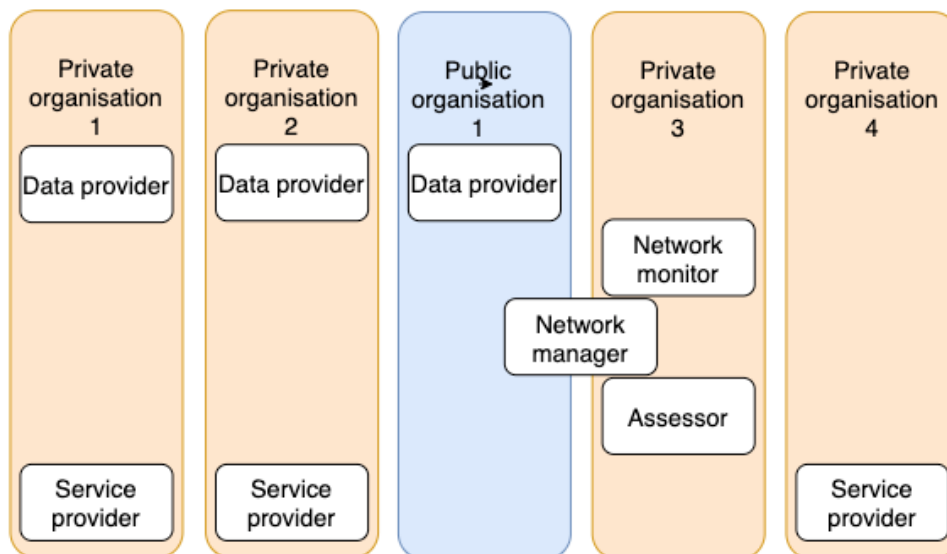 Private
organisation
1
Private
organisation
2
Public
organisation
1
Private
organisation
3
Private
organisation
4
Data provider
Data provider
Data provider
Network
monitor
Network
manager
Assessor
Service
provider
Service
provider
Service
provider